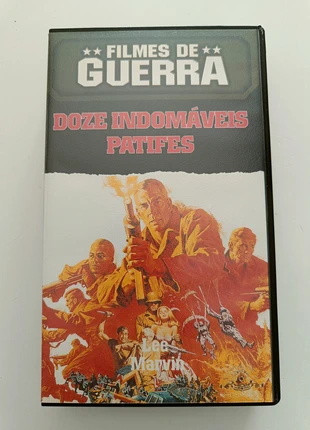 FILMES DE
GUERRA
DOZE INDOMÁVEIS
PATIFES
Lee
Marvin